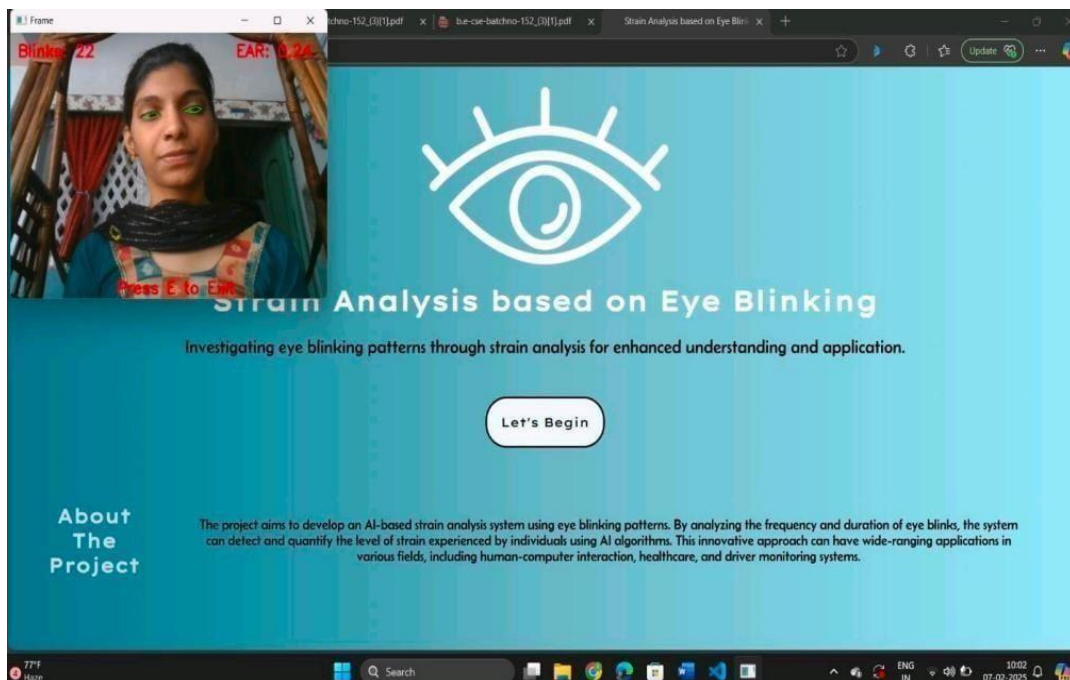 Frame
techno-152_(3)[1].pdf
b.e-cse-batchno-152_(3)[1].pdf
Strain Analysis based on Eye Blin
Update
Blinks: 22
EAR: 0.24
Press E to Exit
Strain Analysis based on Eye Blinking
Investigating eye blinking patterns through strain analysis for enhanced understanding and application.
Let's Begin
About
The
Project
The project aims to develop an AI-based strain analysis system using eye blinking patterns. By analyzing the frequency and duration of eye blinks, the system
can detect and quantify the level of strain experienced by individuals using AI algorithms. This innovative approach can have wide-ranging applications in
various fields, including human-computer interaction, healthcare, and driver monitoring systems.
77°F
Haze
Search
ENG
IN
10:02
07-02-2025